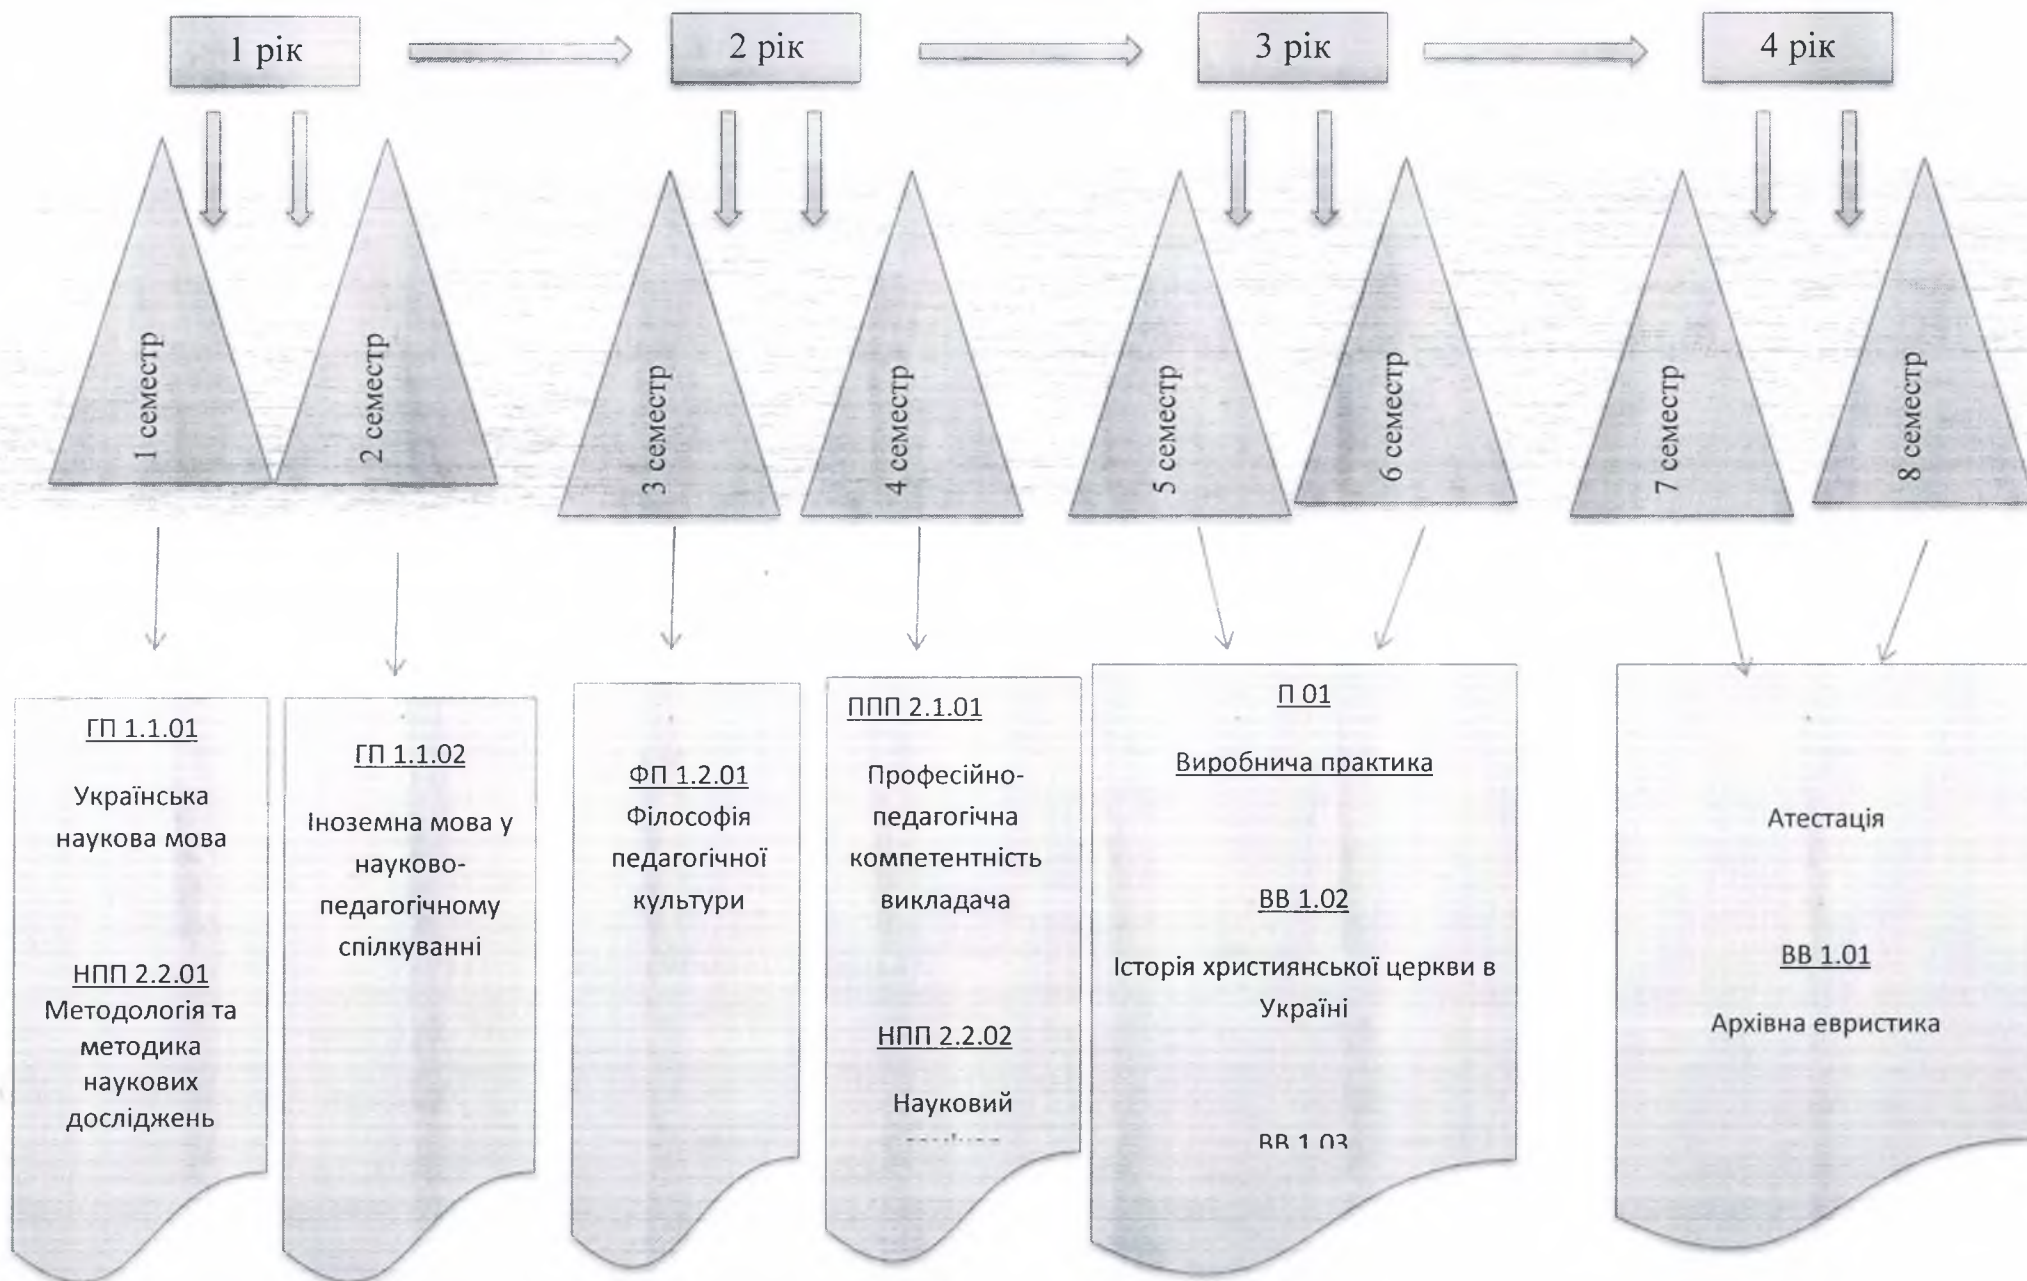 1 рік
2 рік
3 рік
4 рік
1 семестр
2 семестр
3 семестр
4 семестр
5 семестр
6 семестр
7 семестр
8 семестр
ГП 1.1.01
Українська
наукова мова
НПП 2.2.01
Методологія та
методика
наукових
досліджень
ГП 1.1.02
Іноземна мова у
науково-
педагогічному
спілкуванні
ФП 1.2.01
Філософія
педагогічної
культури
ППП 2.1.01
Професійно-
педагогічна
компетентність
викладача
НПП 2.2.02
Науковий
П 01
Виробнича практика
ВВ 1.02
Історія християнської церкви в
Україні
ВВ 1.03
Атестація
ВВ 1.01
Архівна евристика